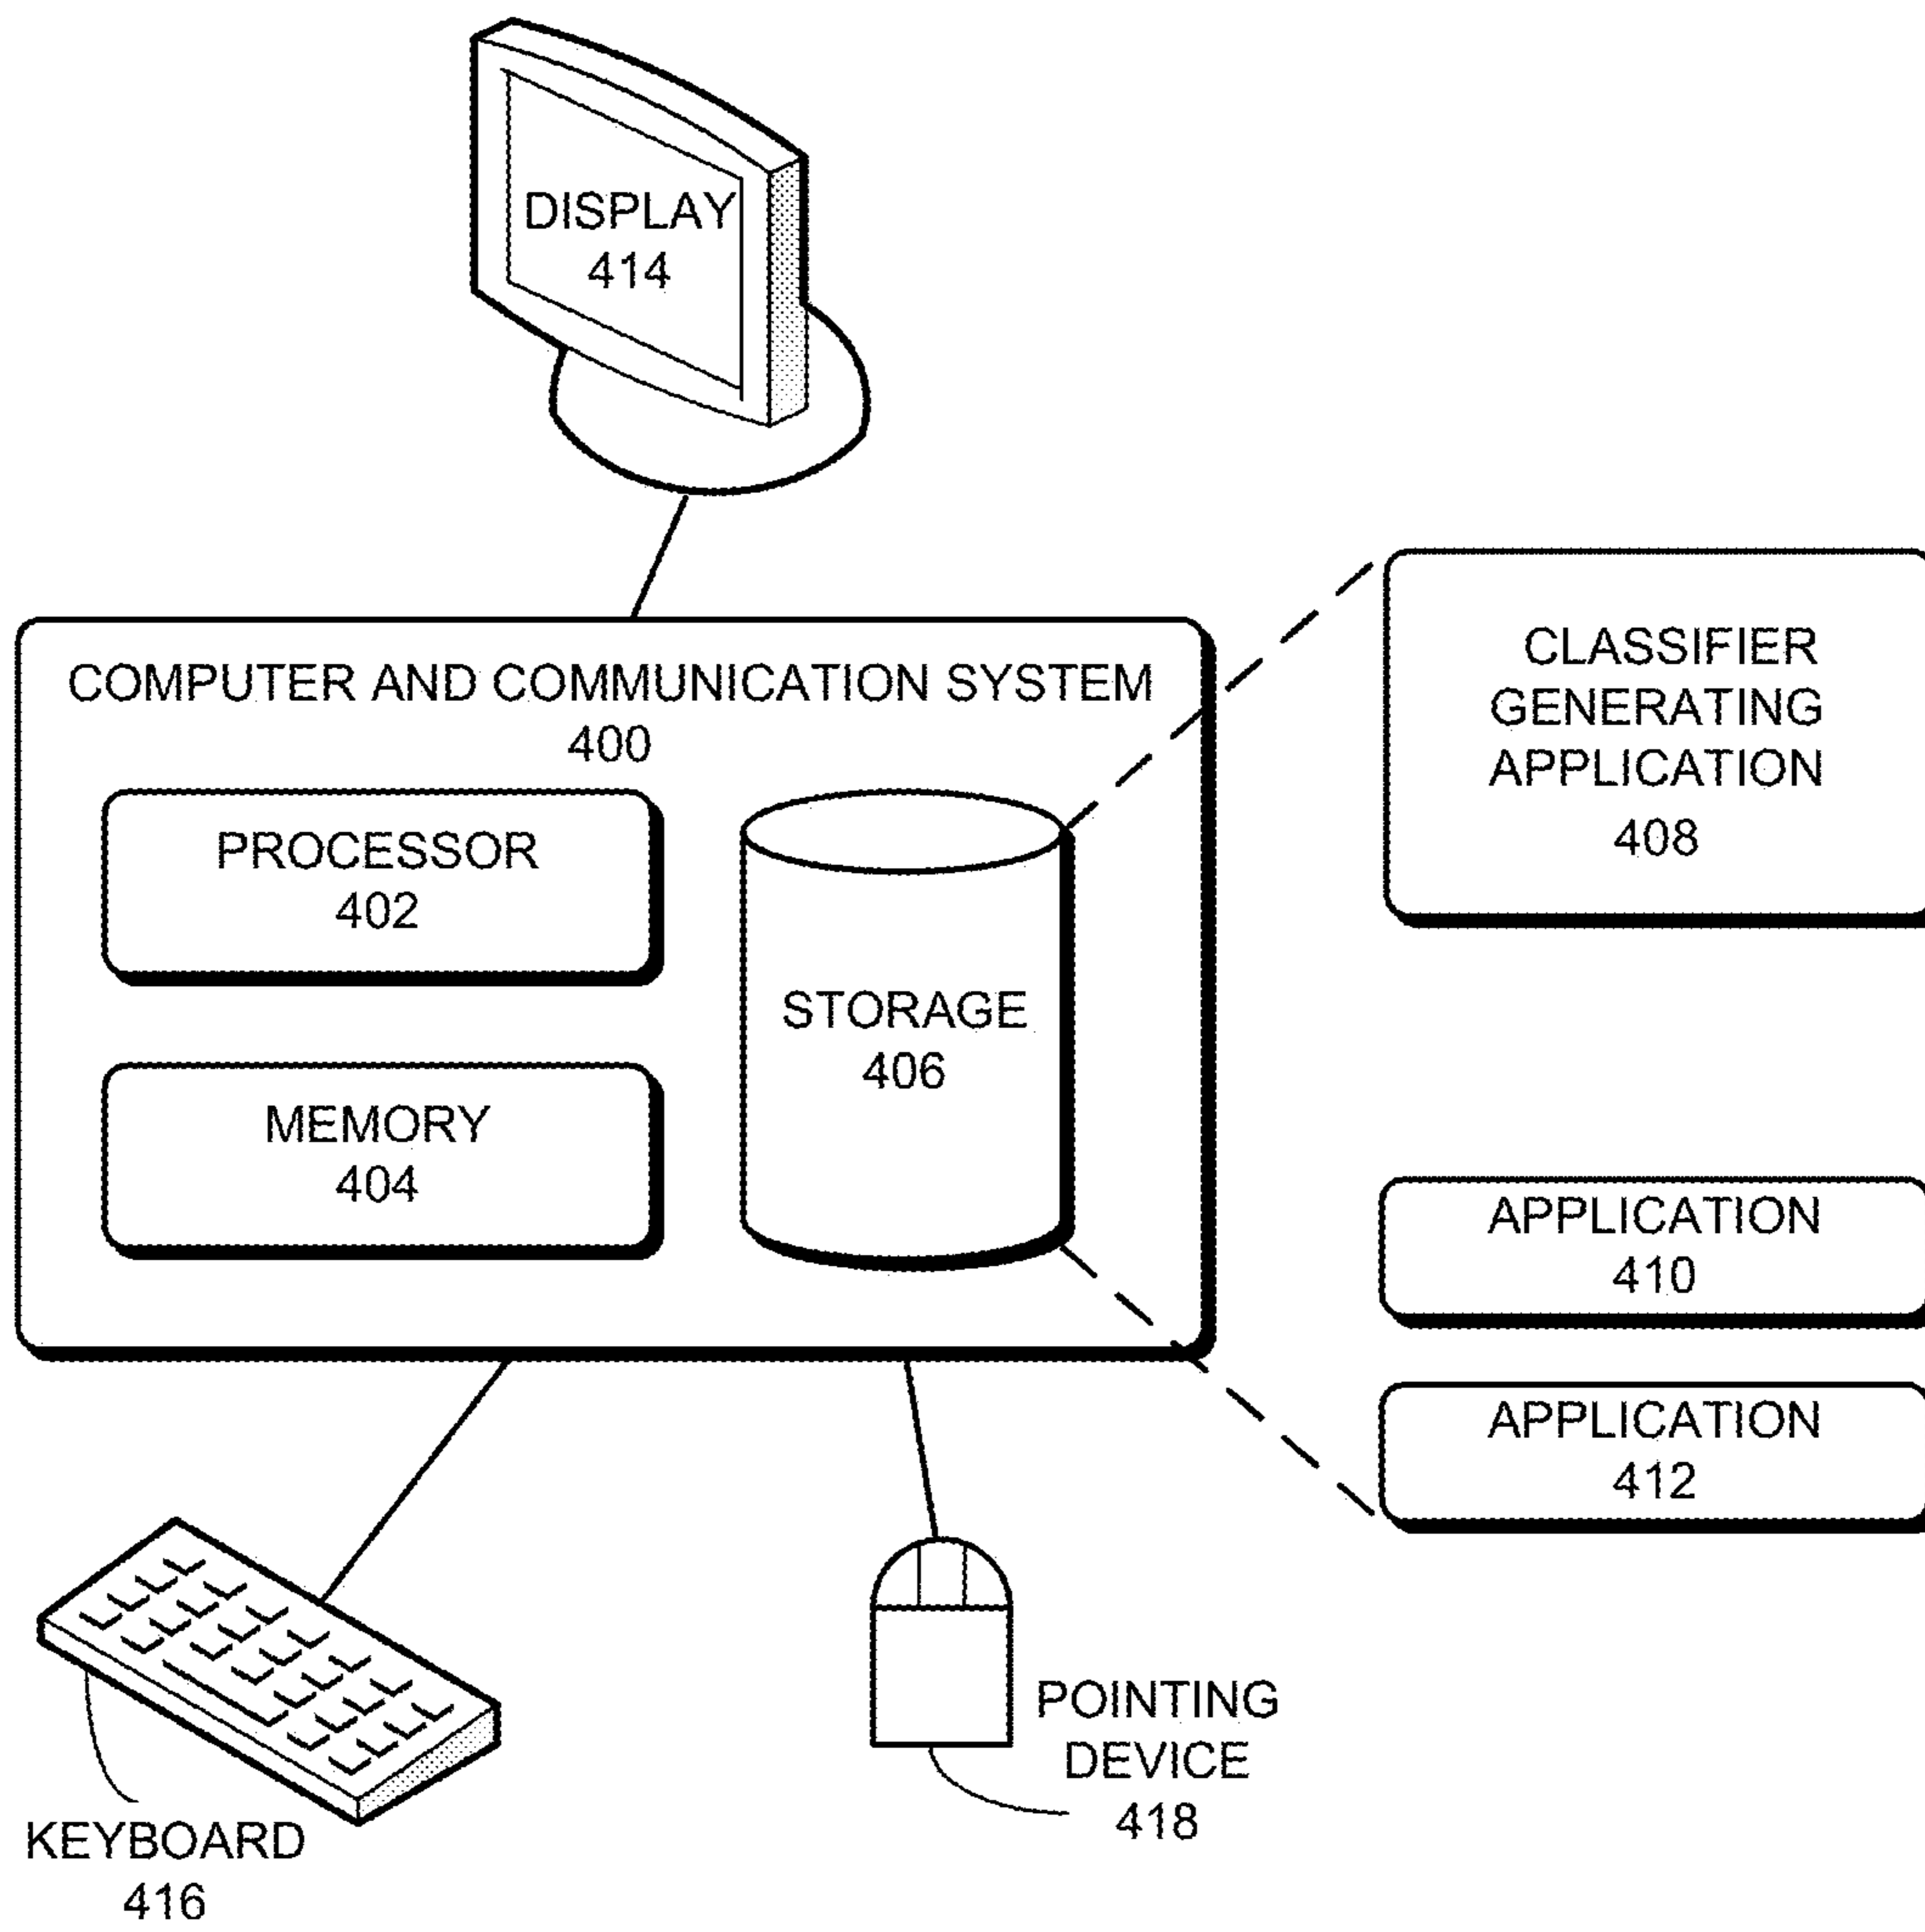 DISPLAY
414
COMPUTER AND COMMUNICATION SYSTEM
400
PROCESSOR
402
MEMORY
404
STORAGE
406
CLASSIFIER
GENERATING
APPLICATION
408
APPLICATION
410
APPLICATION
412
KEYBOARD
416
POINTING
DEVICE
418